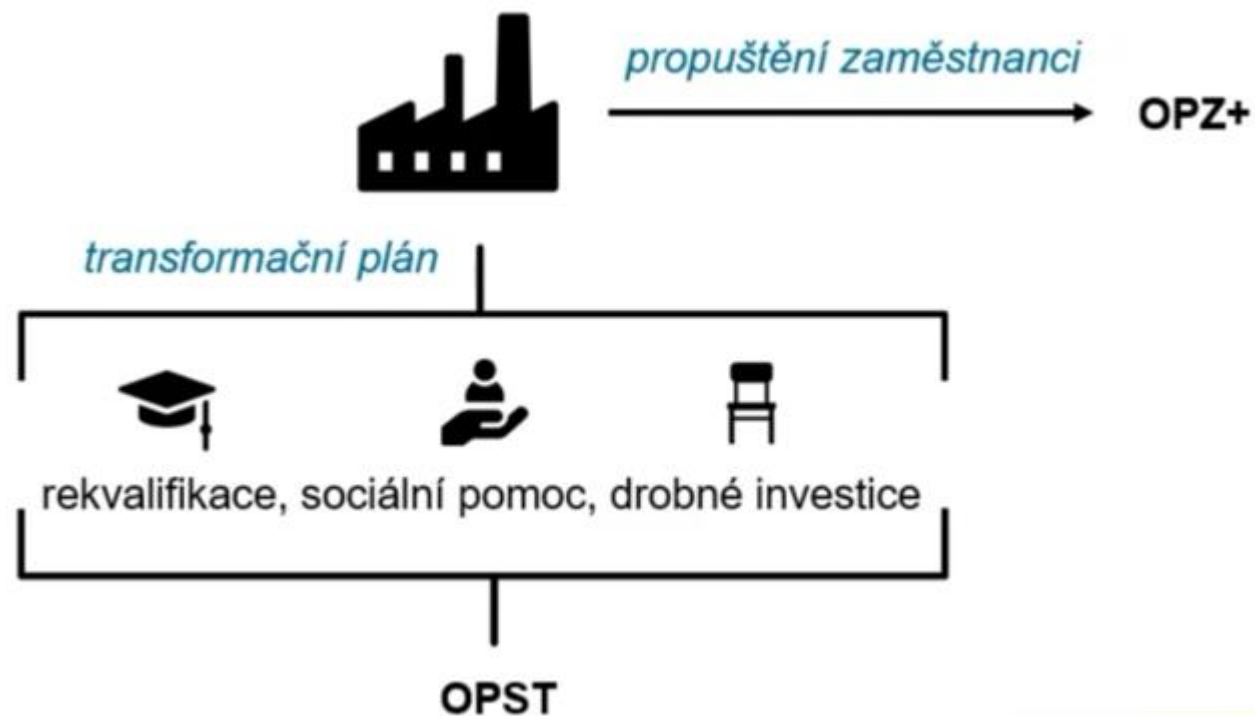 propuštění zaměstnanci
OPZ+
transformační plán
rekvalifikace, sociální pomoc, drobné investice
OPST